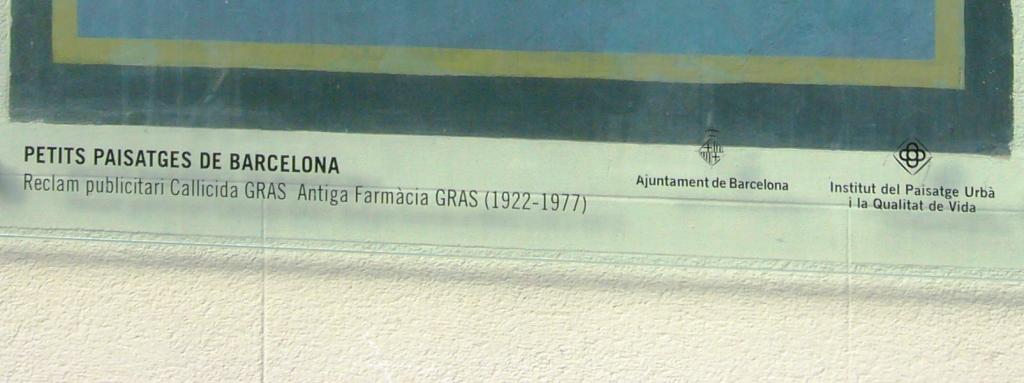 PETITS PAISATGES DE BARCELONA
Reclam publicitari Callicida GRAS Antiga Farmàcia GRAS (1922-1977)
Ajuntament de Barcelona
Institut del Paisatge Urbà
i la Qualitat de Vida